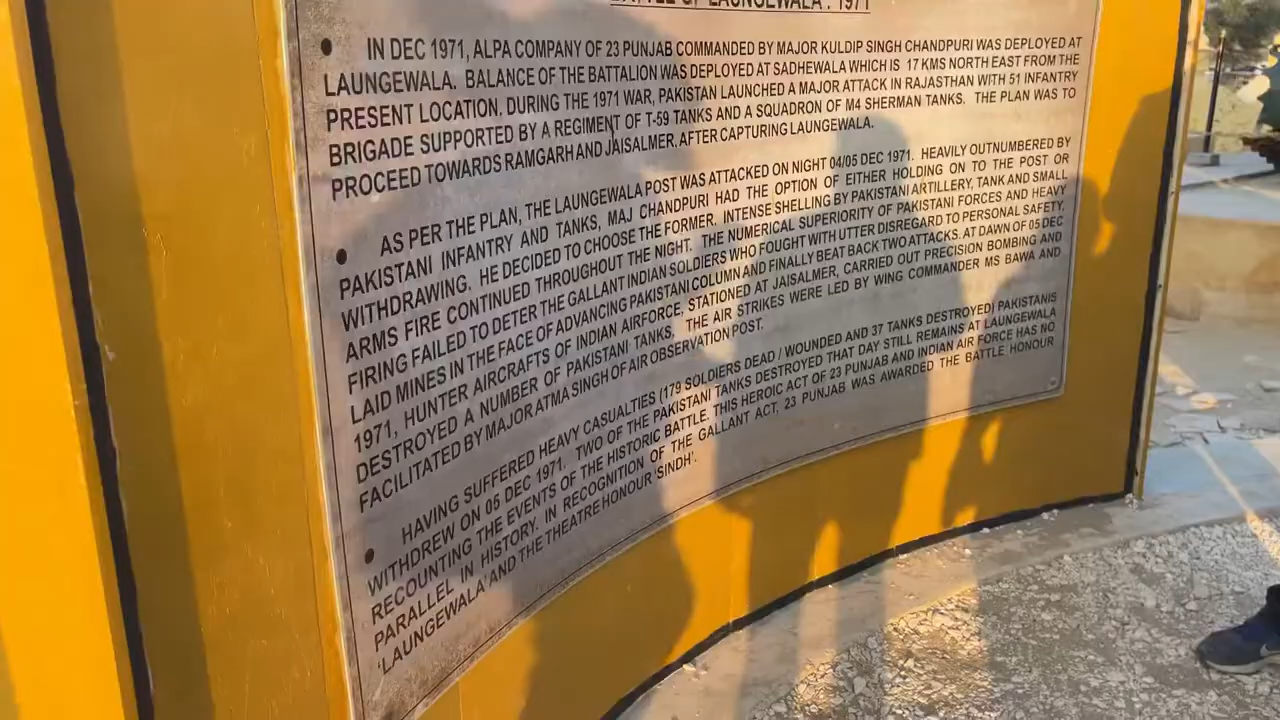 BATTLE OF LAUNGEWALA : 1971
• IN DEC 1971, ALPA COMPANY OF 23 PUNJAB COMMANDED BY MAJOR KULDIP SINGH CHANDPURI WAS DEPLOYED AT
LAUNGEWALA. BALANCE OF THE BATTALION WAS DEPLOYED AT SADHEWALA WHICH IS 17 KMS NORTH EAST FROM THE
PRESENT LOCATION. DURING THE 1971 WAR, PAKISTAN LAUNCHED A MAJOR ATTACK IN RAJASTHAN WITH 51 INFANTRY
BRIGADE SUPPORTED BY A REGIMENT OF T-59 TANKS AND A SQUADRON OF M4 SHERMAN TANKS. THE PLAN WAS TO
PROCEED TOWARDS RAMGARH AND JAISALMER, AFTER CAPTURING LAUNGEWALA.
• AS PER THE PLAN, THE LAUNGEWALA POST WAS ATTACKED ON NIGHT 04/05 DEC 1971. HEAVILY OUTNUMBERED BY
PAKISTANI INFANTRY AND TANKS, MAJ CHANDPURI HAD THE OPTION OF EITHER HOLDING ON TO THE POST OR
WITHDRAWING. HE DECIDED TO CHOOSE THE FORMER. INTENSE SHELLING BY PAKISTANI ARTILLERY, TANK AND SMALL
ARMS FIRE CONTINUED THROUGHOUT THE NIGHT. THE NUMERICAL SUPERIORITY OF PAKISTANI FORCES AND HEAVY
FIRING FAILED TO DETER THE GALLANT INDIAN SOLDIERS WHO FOUGHT WITH UTTER DISREGARD TO PERSONAL SAFETY,
LAID MINES IN THE FACE OF ADVANCING PAKISTANI COLUMN AND FINALLY BEAT BACK TWO ATTACKS. AT DAWN OF 05 DEC
1971, HUNTER AIRCRAFTS OF INDIAN AIRFORCE, STATIONED AT JAISALMER, CARRIED OUT PRECISION BOMBING AND
DESTROYED A NUMBER OF PAKISTANI TANKS. THE AIR STRIKES WERE LED BY WING COMMANDER MS BAWA AND
FACILITATED BY MAJOR ATMA SINGH OF AIR OBSERVATION POST.
• HAVING SUFFERED HEAVY CASUALTIES (179 SOLDIERS DEAD / WOUNDED AND 37 TANKS DESTROYED) PAKISTANIS
WITHDREW ON 05 DEC 1971. TWO OF THE PAKISTANI TANKS DESTROYED THAT DAY STILL REMAINS AT LAUNGEWALA
RECOUNTING THE EVENTS OF THE HISTORIC BATTLE. THIS HEROIC ACT OF 23 PUNJAB AND INDIAN AIR FORCE HAS NO
PARALLEL IN HISTORY. IN RECOGNITION OF THE GALLANT ACT, 23 PUNJAB WAS AWARDED THE BATTLE HONOUR
'LAUNGEWALA' AND THE THEATRE HONOUR 'SINDH'.